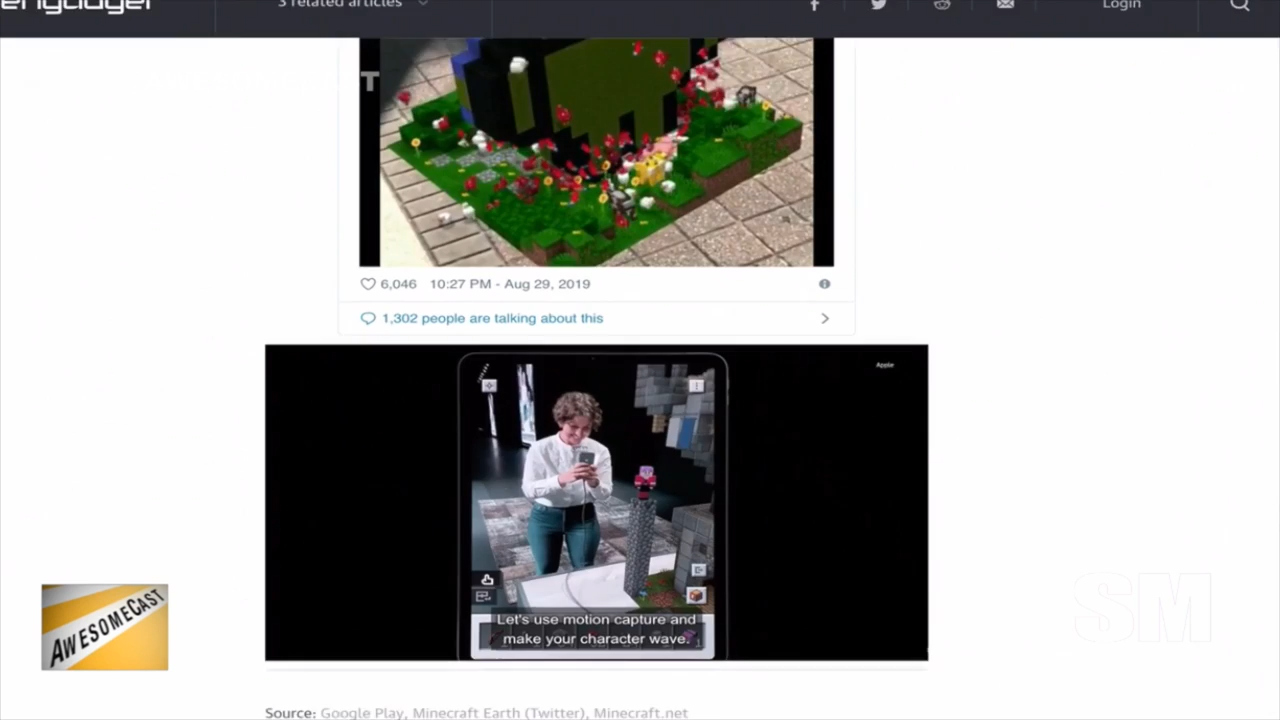 engadget
3 related articles
Login
T
6,046 10:27 PM - Aug 29, 2019
1,302 people are talking about this
Apple
Let's use motion capture and
make your character wave.
AWESOMECAST
SM
Source: Google Play, Minecraft Earth (Twitter), Minecraft.net